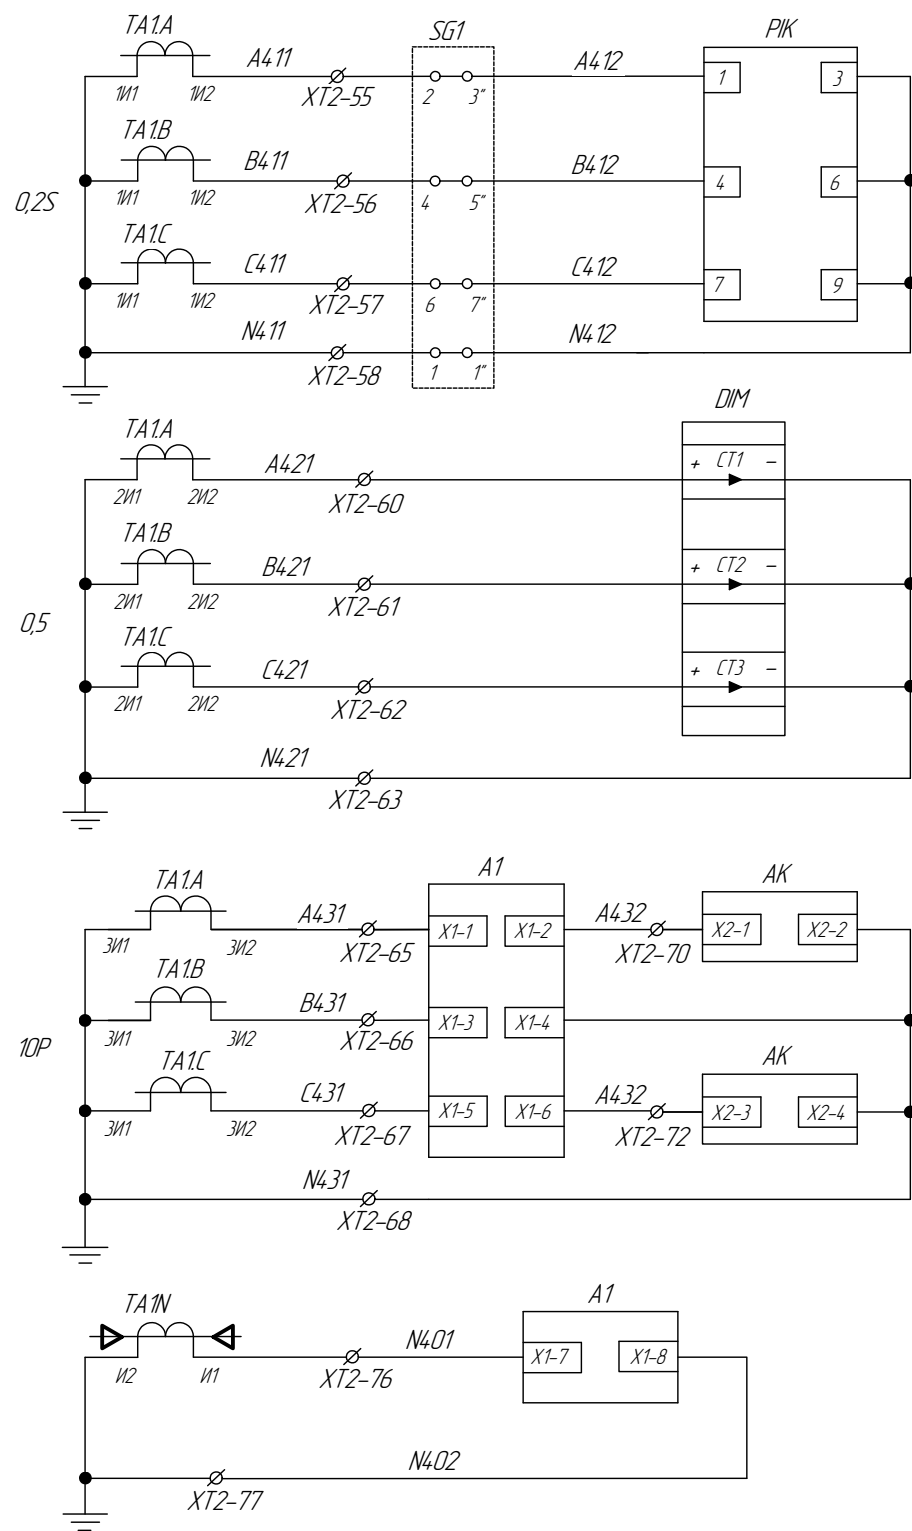 TA1.A
SG1
PIK
A411
A412
1И1
1И2
XT2-55
2
3"
1
3
TA1.B
B411
B412
0,2S
1И1
1И2
XT2-56
4
5"
4
6
TA1.C
C411
C412
1И1
1И2
XT2-57
6
7"
7
9
N411
N412
XT2-58
1
1"
DIM
TA1.A
A421
+ CT1 -
2И1
2И2
XT2-60
TA1.B
B421
+ CT2 -
2И1
2И2
XT2-61
0,5
TA1.C
C421
+ CT3 -
2И1
2И2
XT2-62
N421
XT2-63
A1
AK
TA1.A
A431
A432
3И1
3И2
XT2-65
X1-1
X1-2
XT2-70
X2-1
X2-2
TA1.B
B431
10P
3И1
3И2
XT2-66
X1-3
X1-4
TA1.C
AK
C431
A432
3И1
3И2
XT2-67
X1-5
X1-6
XT2-72
X2-3
X2-4
N431
XT2-68
TA1N
A1
N401
И2
И1
XT2-76
X1-7
X1-8
N402
XT2-77